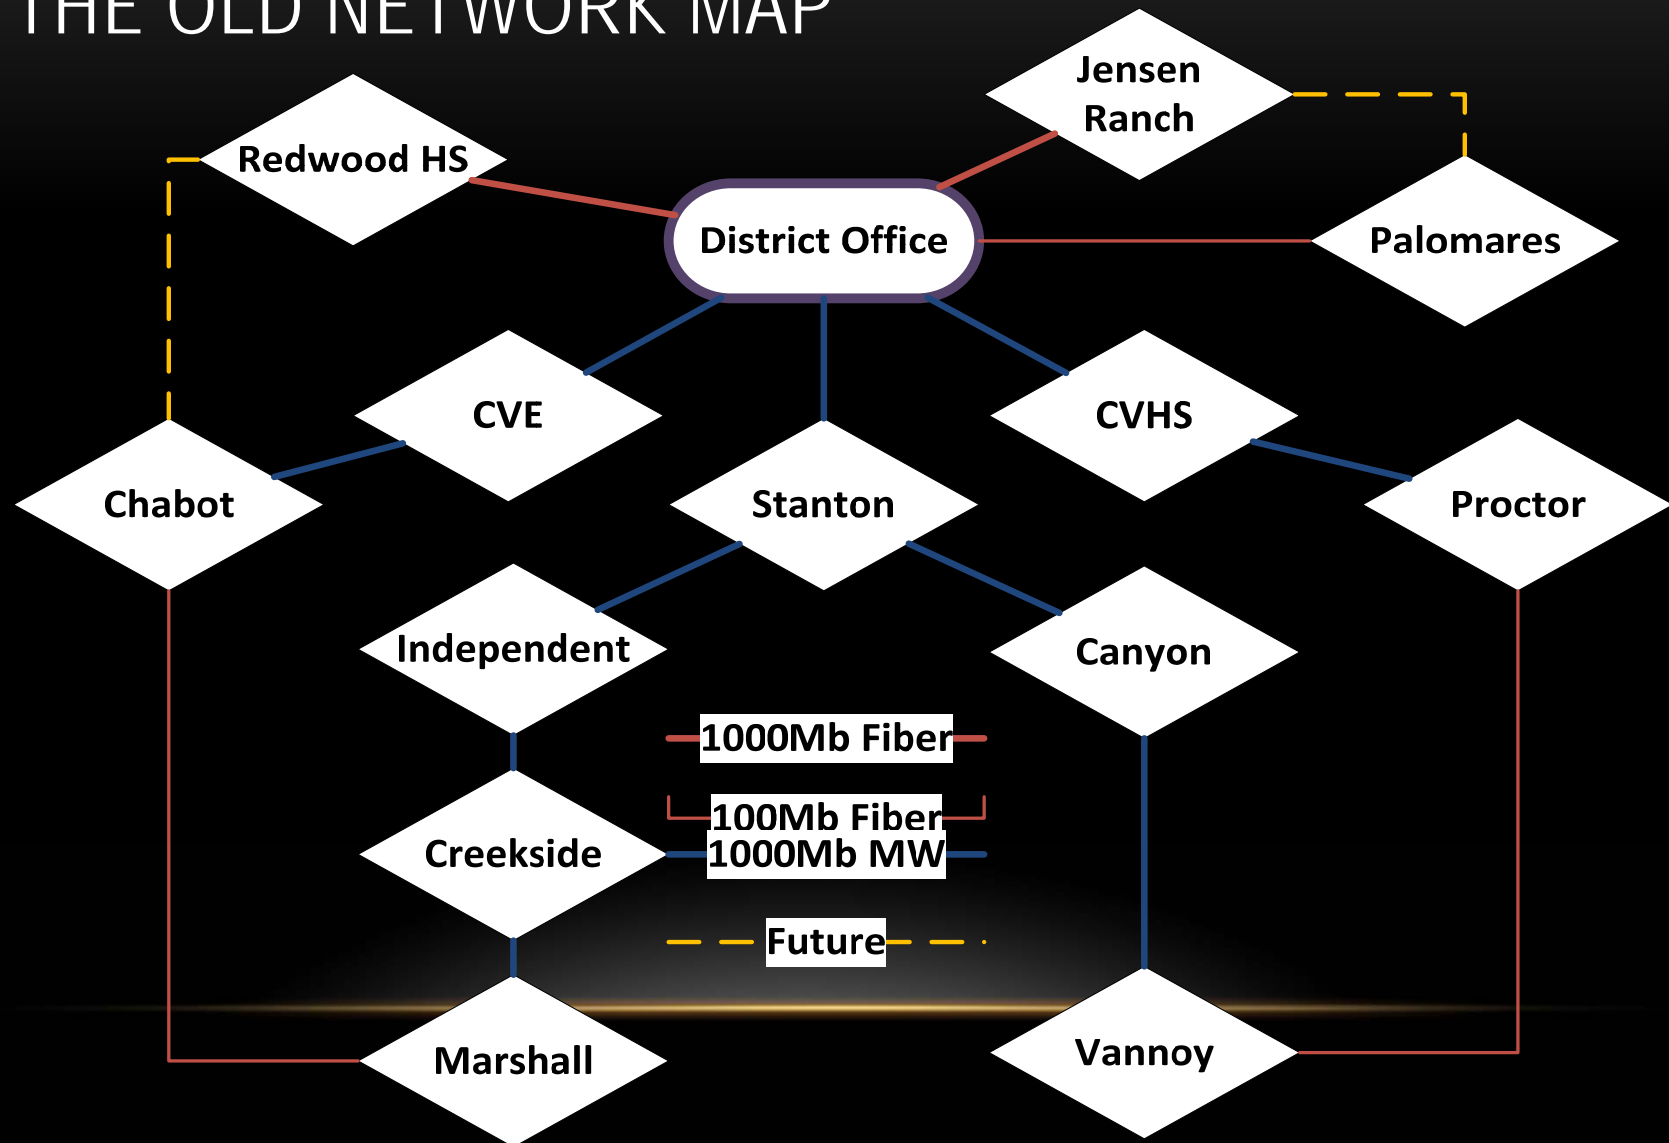 THE OLD NETWORK MAP
Jensen
Ranch
Redwood HS
District Office
Palomares
CVE
CVHS
Chabot
Stanton
Proctor
Independent
Canyon
1000Mb Fiber
100Mb Fiber
Creekside
1000Mb MW
Future
Marshall
Vannoy